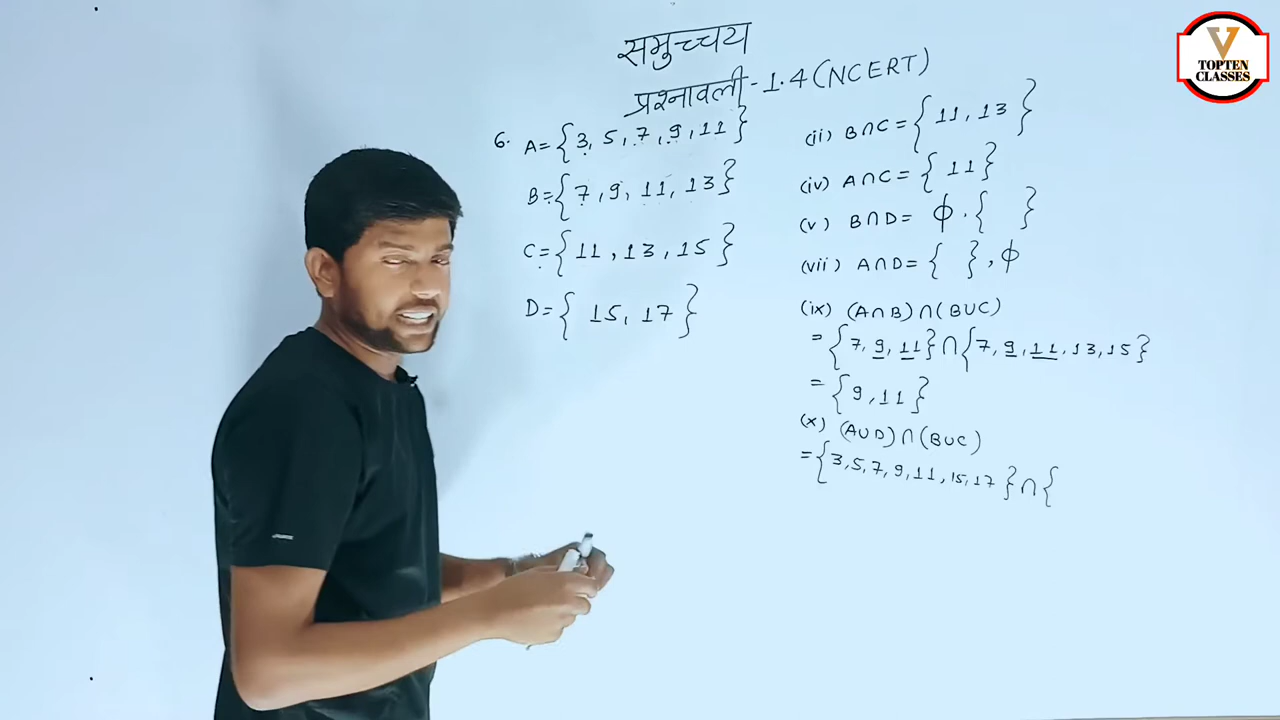 समुच्चय
प्रश्नावली - 1.4 (NCERT)
6. A = {3, 5, 7, 9, 11}
B = {7, 9, 11, 13}
C = {11, 13, 15}
D = {15, 17}
(ii) B∩C = {11, 13}
(iv) A∩C = {11}
(v) B∩D = ϕ. { }
(vii) A∩D = { }, ϕ
(ix) (A∩B)∩(B∪C)
= {7, 9, 11}∩{7, 9, 11, 13, 15}
= {9, 11}
(x) (A∪D)∩(B∪C)
= {3, 5, 7, 9, 11, 15, 17}∩{
V
TOPTEN
CLASSES